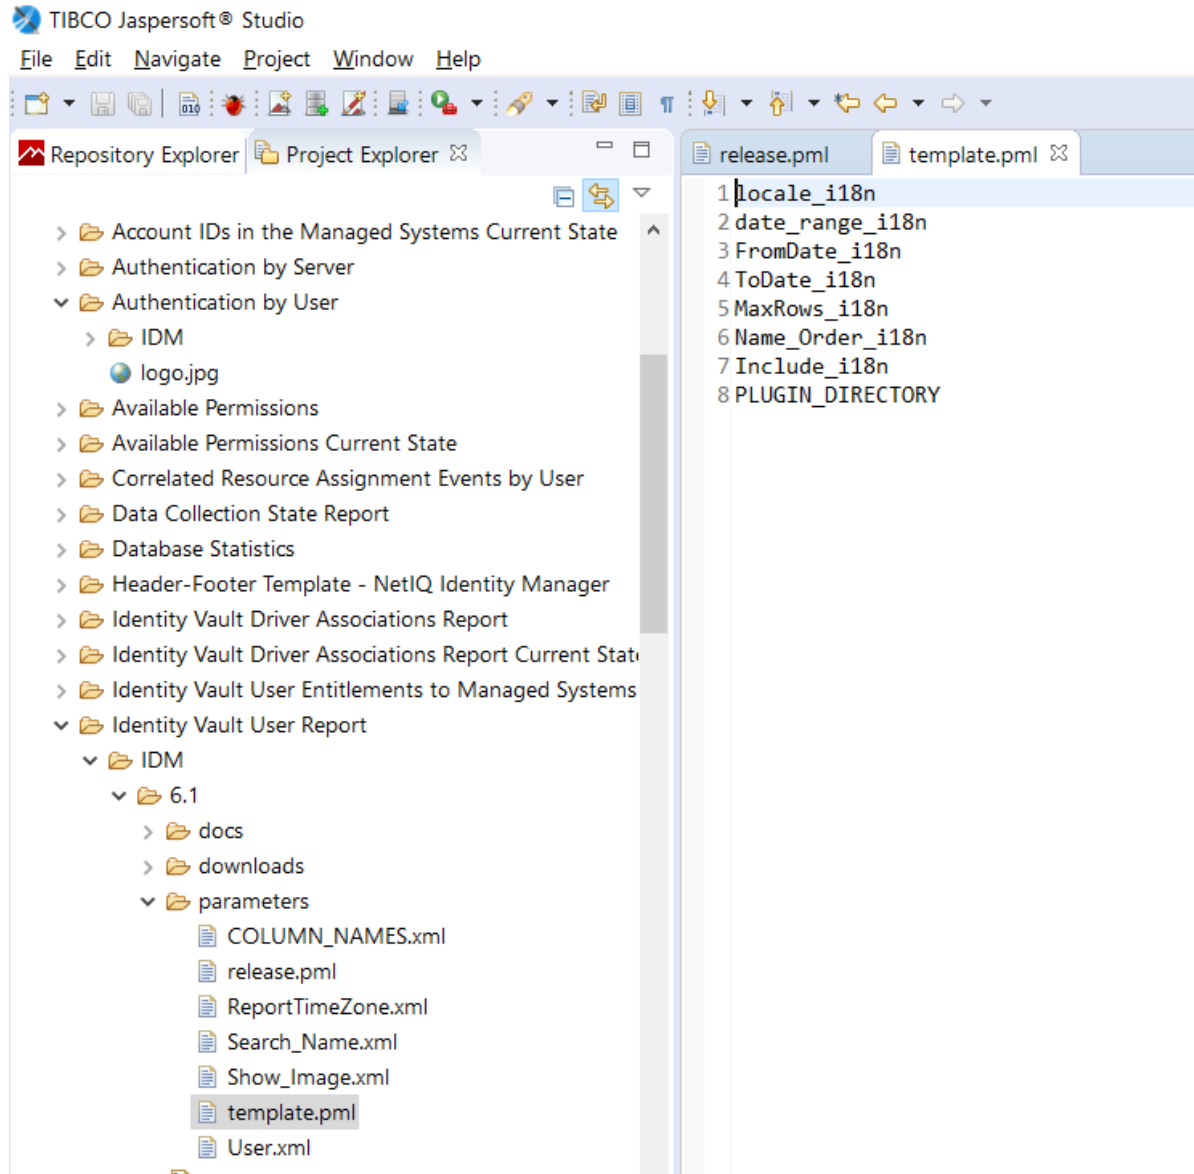 TIBCO Jaspersoft® Studio
File Edit Navigate Project Window Help
010
Repository Explorer Project Explorer
Account IDs in the Managed Systems Current State
Authentication by Server
Authentication by User
IDM
logo.jpg
Available Permissions
Available Permissions Current State
Correlated Resource Assignment Events by User
Data Collection State Report
Database Statistics
Header-Footer Template - NetIQ Identity Manager
Identity Vault Driver Associations Report
Identity Vault Driver Associations Report Current State
Identity Vault User Entitlements to Managed Systems
Identity Vault User Report
IDM
6.1
docs
downloads
parameters
COLUMN_NAMES.xml
release.pml
ReportTimeZone.xml
Search_Name.xml
Show_Image.xml
template.pml
User.xml
release.pml template.pml
1 locale_i18n
2 date_range_i18n
3 FromDate_i18n
4 ToDate_i18n
5 MaxRows_i18n
6 Name_Order_i18n
7 Include_i18n
8 PLUGIN_DIRECTORY